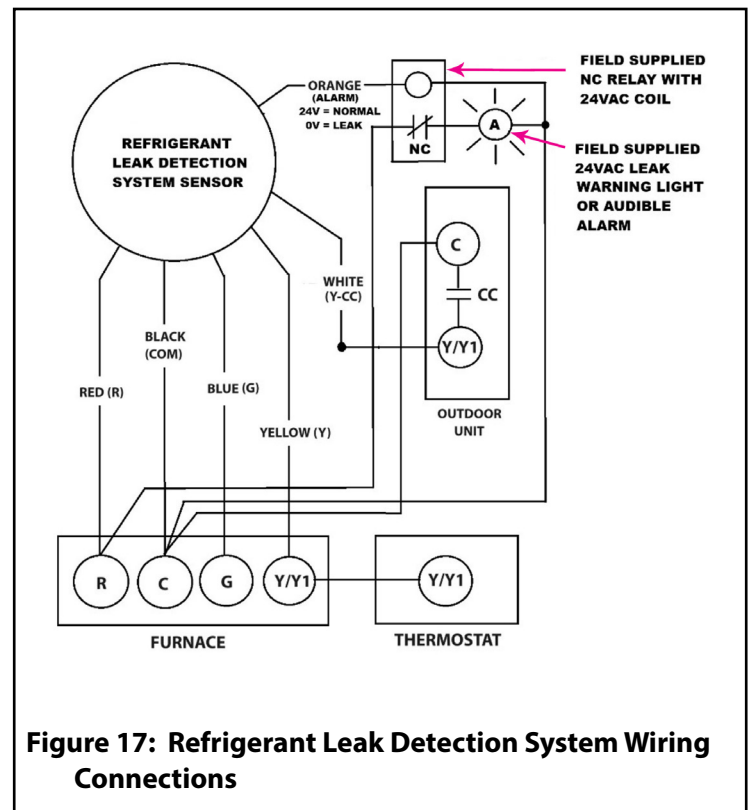 FIELD SUPPLIED
NC RELAY WITH
24VAC COIL
ORANGE
(ALARM)
24V = NORMAL
0V = LEAK
NC
A
FIELD SUPPLIED
24VAC LEAK
WARNING LIGHT
OR AUDIBLE
ALARM
REFRIGERANT
LEAK DETECTION
SYSTEM SENSOR
C
CC
Y/Y1
OUTDOOR
UNIT
WHITE
(Y-CC)
BLACK
(COM)
RED (R)
BLUE (G)
YELLOW (Y)
R
C
G
Y/Y1
FURNACE
Y/Y1
THERMOSTAT
Figure 17: Refrigerant Leak Detection System Wiring
Connections